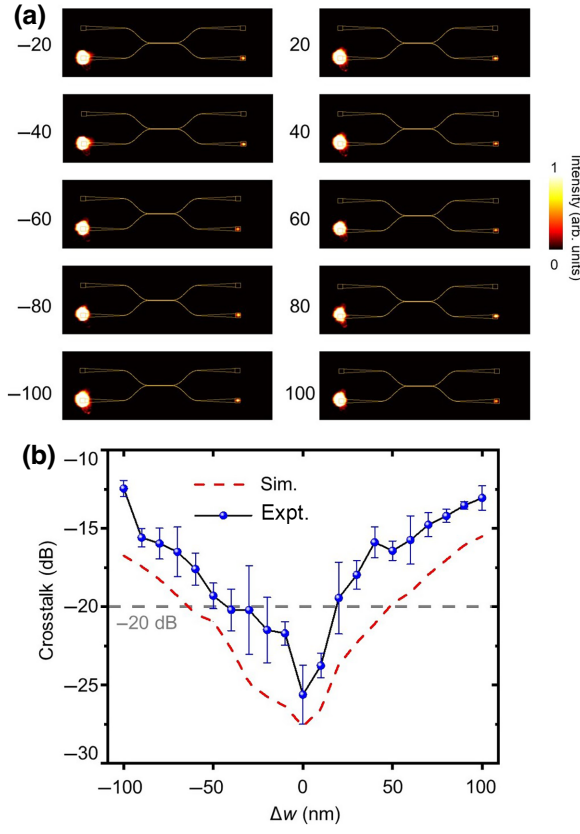 (a)
–20
20
–40
40
–60
60
–80
80
–100
100
1
0
Intensity (arb. units)
(b)
–10
–15
–20
–25
–30
Crosstalk (dB)
Sim.
Expt.
–20 dB
–100
–50
0
50
100
Δw (nm)